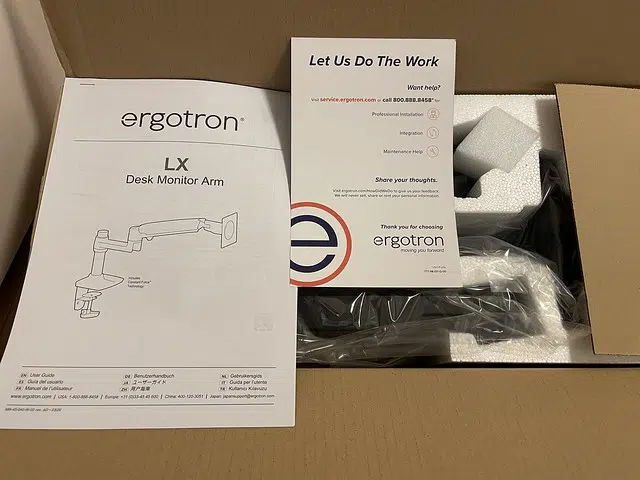 ergotron®
LX
Desk Monitor Arm
Includes
Constant Force™
Technology
EN User Guide
ES Guía del usuario
FR Manuel de l'utilisateur
DE Benutzerhandbuch
JA ユーザーガイド
ZH 用户指南
NL Gebruikersgids
IT Guida per l'utente
TR Kullanıcı Kılavuzu
www.ergotron.com | USA: 1-800-888-8458 | Europe: +31 (0)33-45 45 600 | China: 400-120-3051 | Japan: japansupport@ergotron.com
Let Us Do The Work
Want help?
Visit service.ergotron.com or call 800.888.8458* for
Professional Installation
Integration
Maintenance Help
Share your thoughts.
Visit ergotron.com/HowDidWeDo to give us your feedback.
We will never sell, share or rent your personal information.
Thank you for choosing
ergotron
moving you forward
e